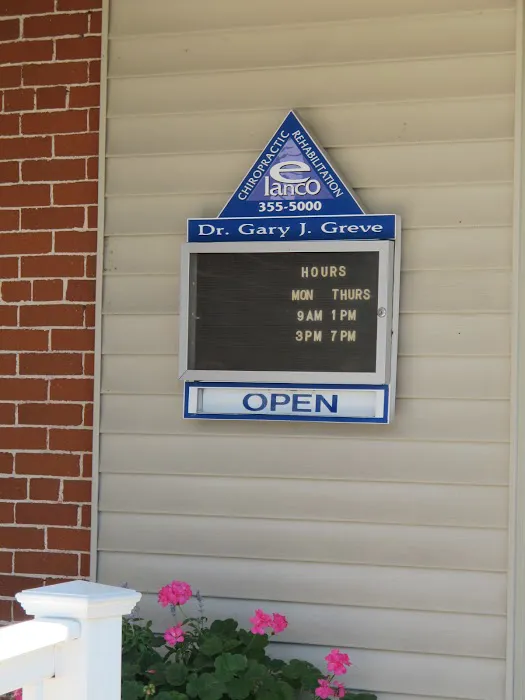 CHIROPRACTIC REHABILITATION
elanco
355-5000
Dr. Gary J. Greve
HOURS
MON THURS
9AM 1PM
3PM 7PM
OPEN